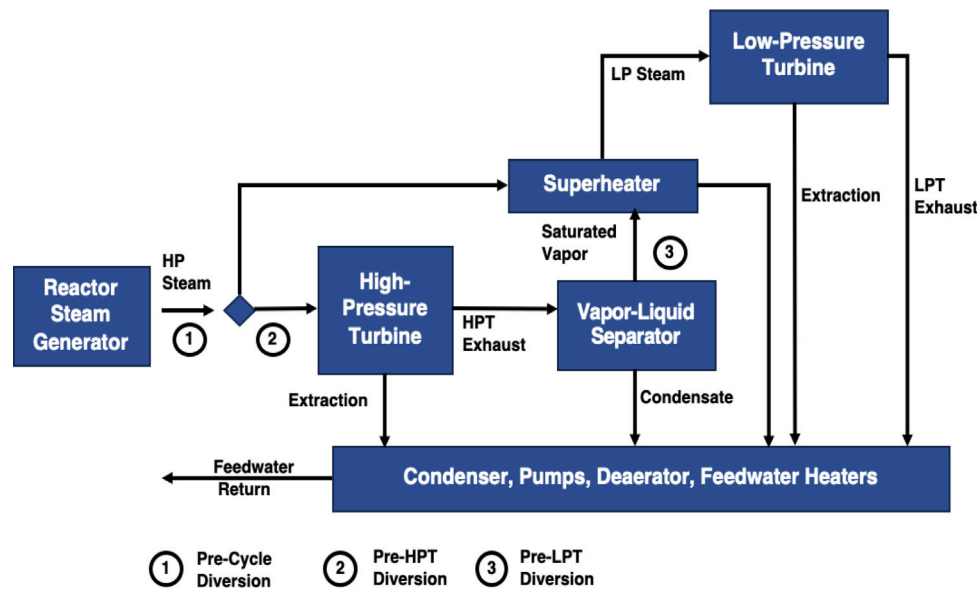 Low-Pressure
Turbine
LP Steam
Superheater
Extraction
LPT
Exhaust
Saturated
Vapor
3
HP
Steam
Reactor
Steam
Generator
1
2
High-
Pressure
Turbine
HPT
Exhaust
Vapor-Liquid
Separator
Extraction
Condensate
Feedwater
Return
Condenser, Pumps, Deaerator, Feedwater Heaters
1 Pre-Cycle
Diversion
2 Pre-HPT
Diversion
3 Pre-LPT
Diversion